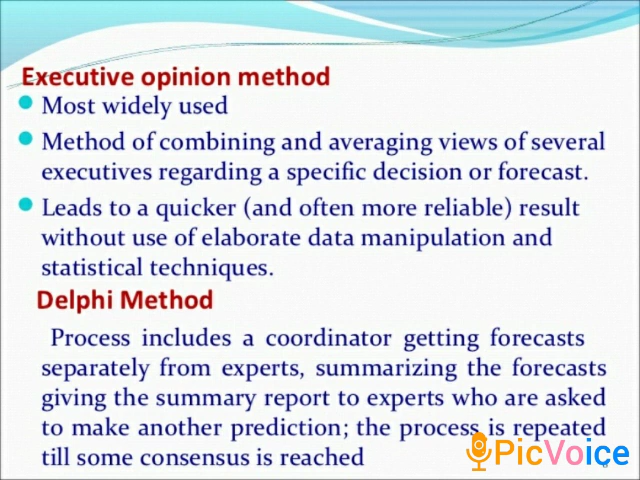 Executive opinion method
Most widely used
Method of combining and averaging views of several
executives regarding a specific decision or forecast.
Leads to a quicker (and often more reliable) result
without use of elaborate data manipulation and
statistical techniques.
Delphi Method
Process includes a coordinator getting forecasts
separately from experts, summarizing the forecasts
giving the summary report to experts who are asked
to make another prediction; the process is repeated
till some consensus is reached
PicVoice